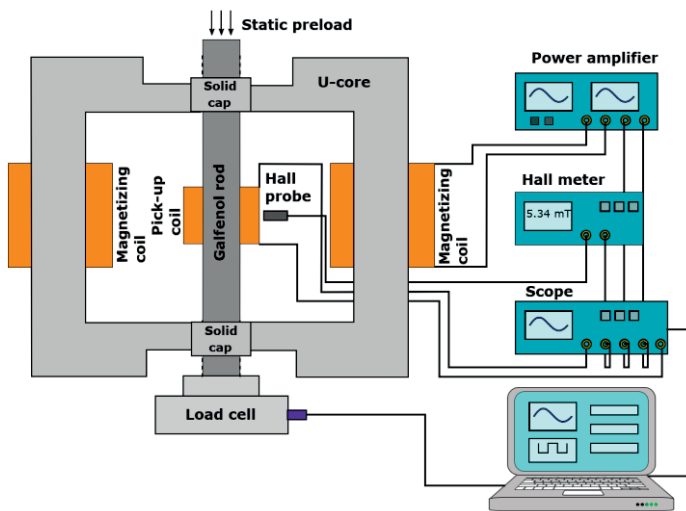 Static preload
Solid
cap
U-core
Power amplifier
Magnetizing
coil
Pick-up
coil
Galfenol rod
Hall
probe
Magnetizing
coil
Hall meter
5.34 mT
Scope
Solid
cap
Load cell